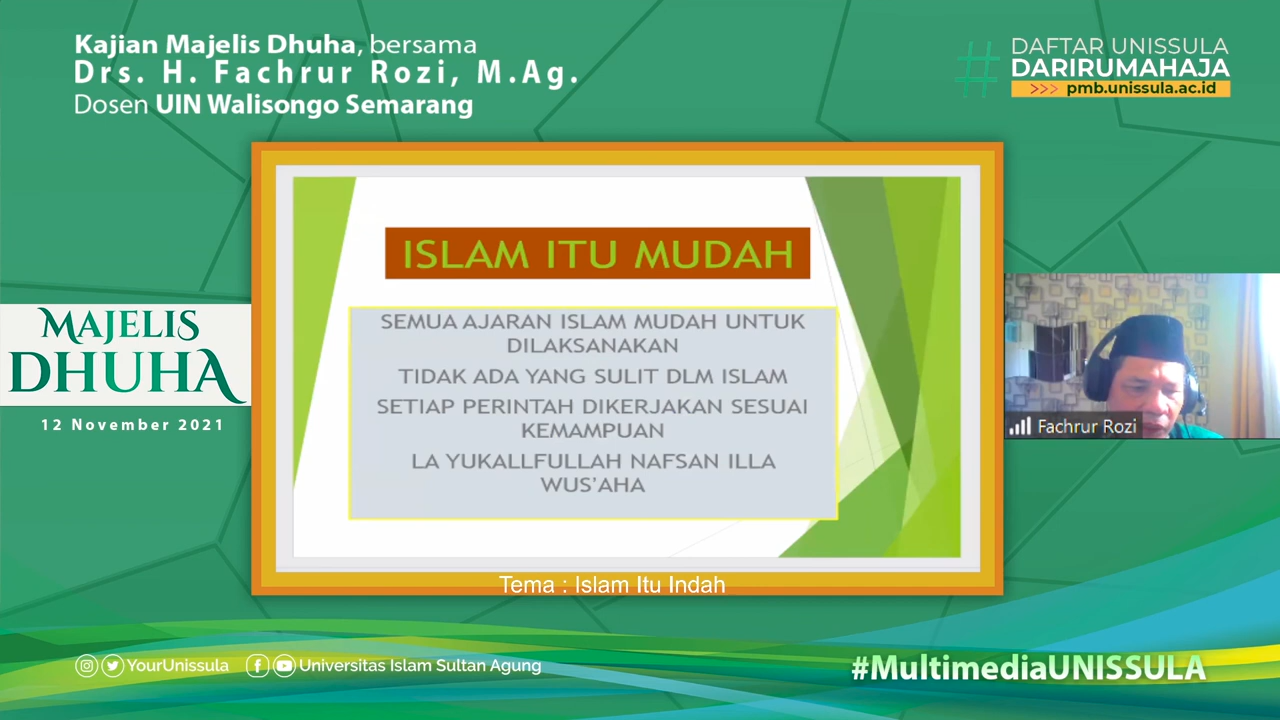 Kajian Majelis Dhuha, bersama
Drs. H. Fachrur Rozi, M.Ag.
Dosen UIN Walisongo Semarang
# DAFTAR UNISSULA
DARIRUMAHAJA
>>> pmb.unissula.ac.id
ISLAM ITU MUDAH
SEMUA AJARAN ISLAM MUDAH UNTUK
DILAKSANAKAN
TIDAK ADA YANG SULIT DLM ISLAM
SETIAP PERINTAH DIKERJAKAN SESUAI
KEMAMPUAN
LA YUKALLFULLAH NAFSAN ILLA
WUS'AHA
MAJELIS
DHUHA
12 November 2021
Fachrur Rozi
Tema : Islam Itu Indah
YourUnissula
Universitas Islam Sultan Agung
#MultimediaUNISSULA